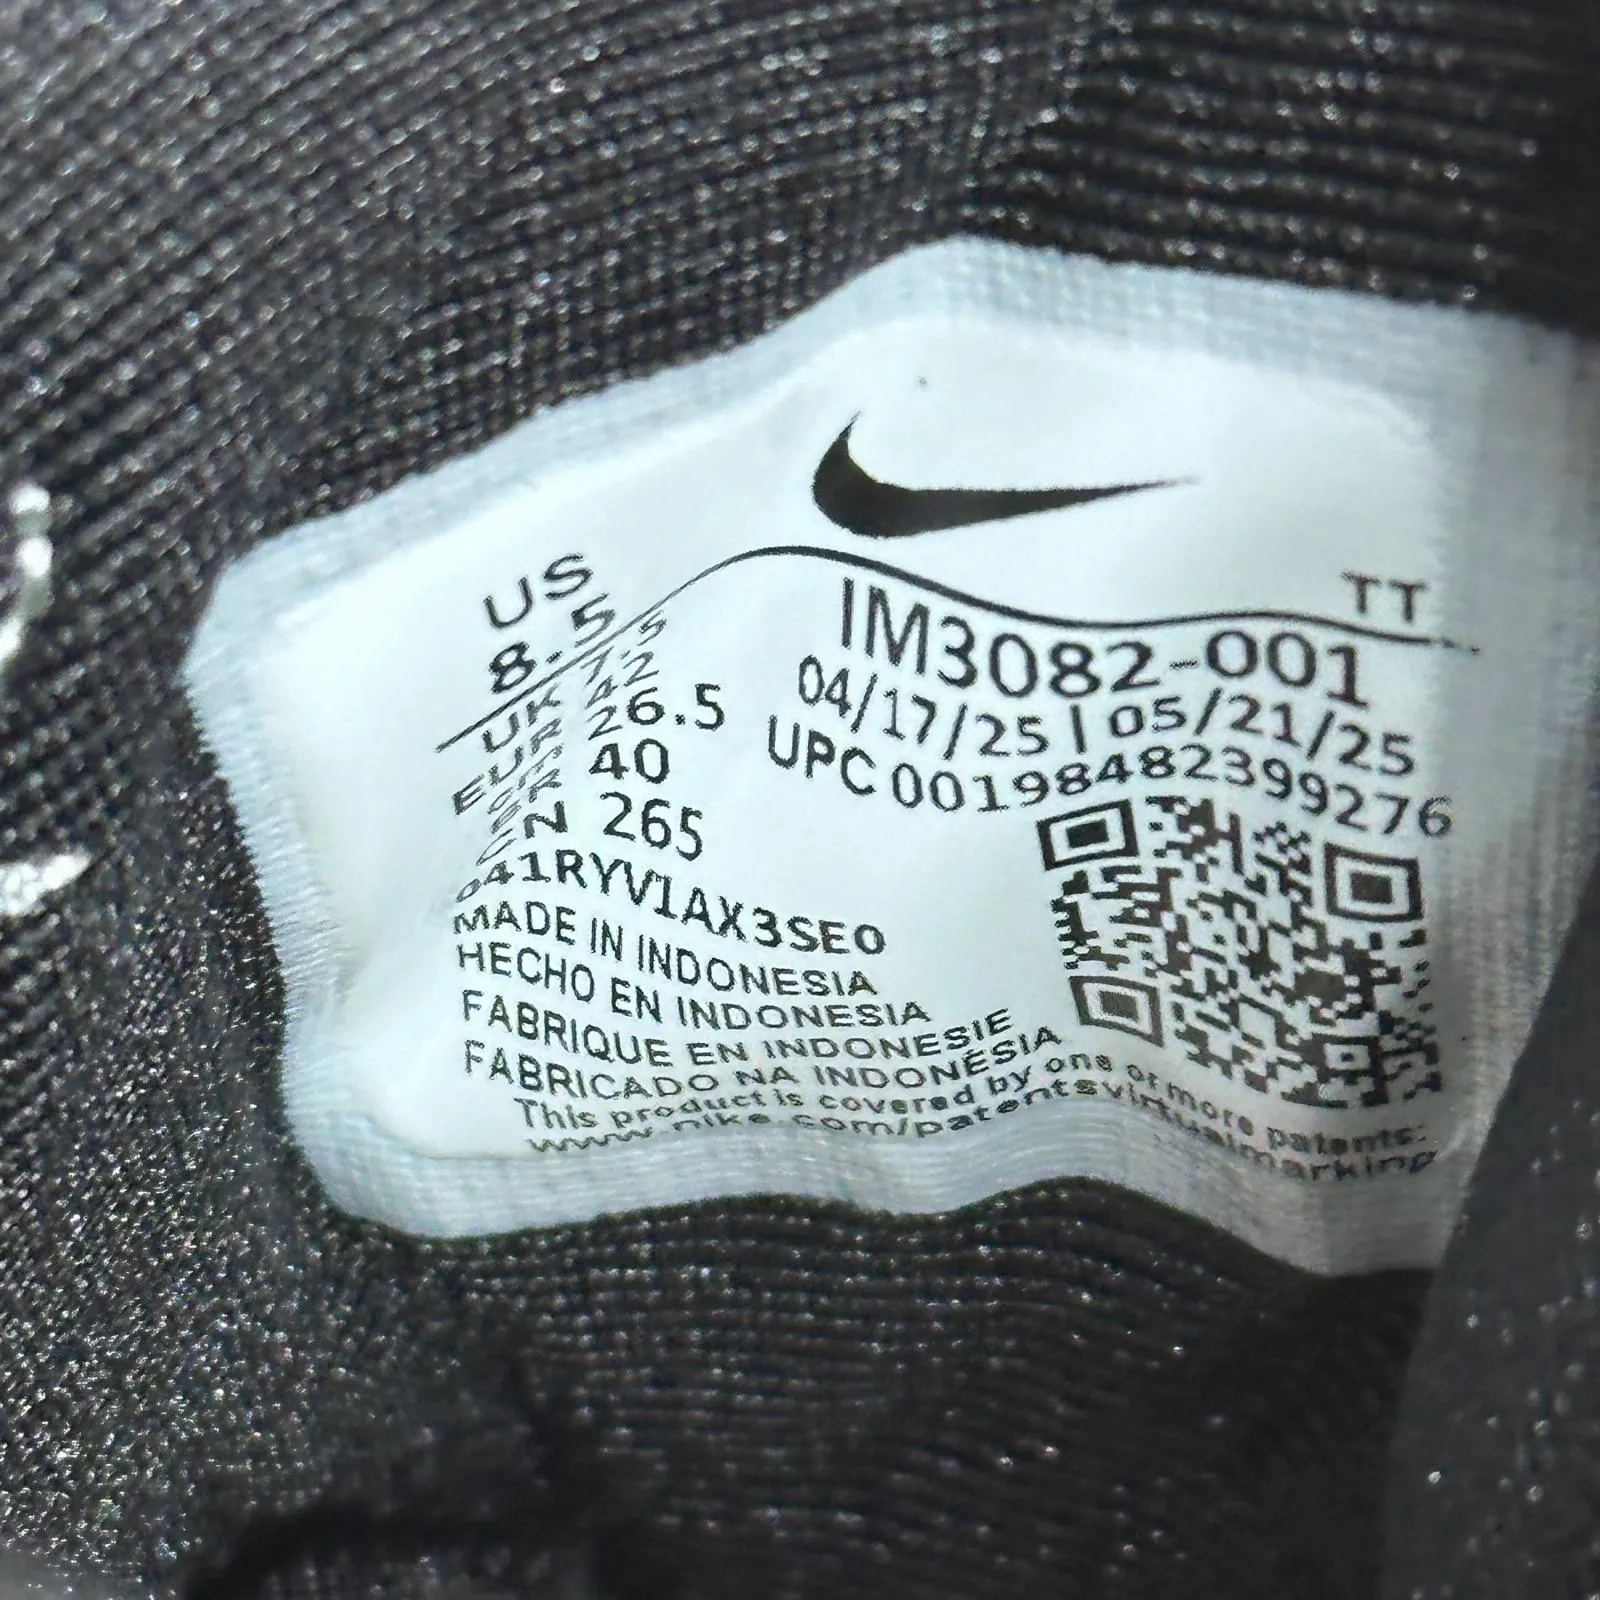 TT
US
8.5
UK 7.5
EUR 42
26.5
BR 40
CN 265
IM3082-001
04/17/25 | 05/21/25
UPC 00198482399276
041RYV1AX3SE0
MADE IN INDONESIA
HECHO EN INDONESIA
FABRIQUE EN INDONESIE
FABRICADO NA INDONÉSIA
This product is covered by one or more patents:
www.nike.com/patentsvirtualmarking